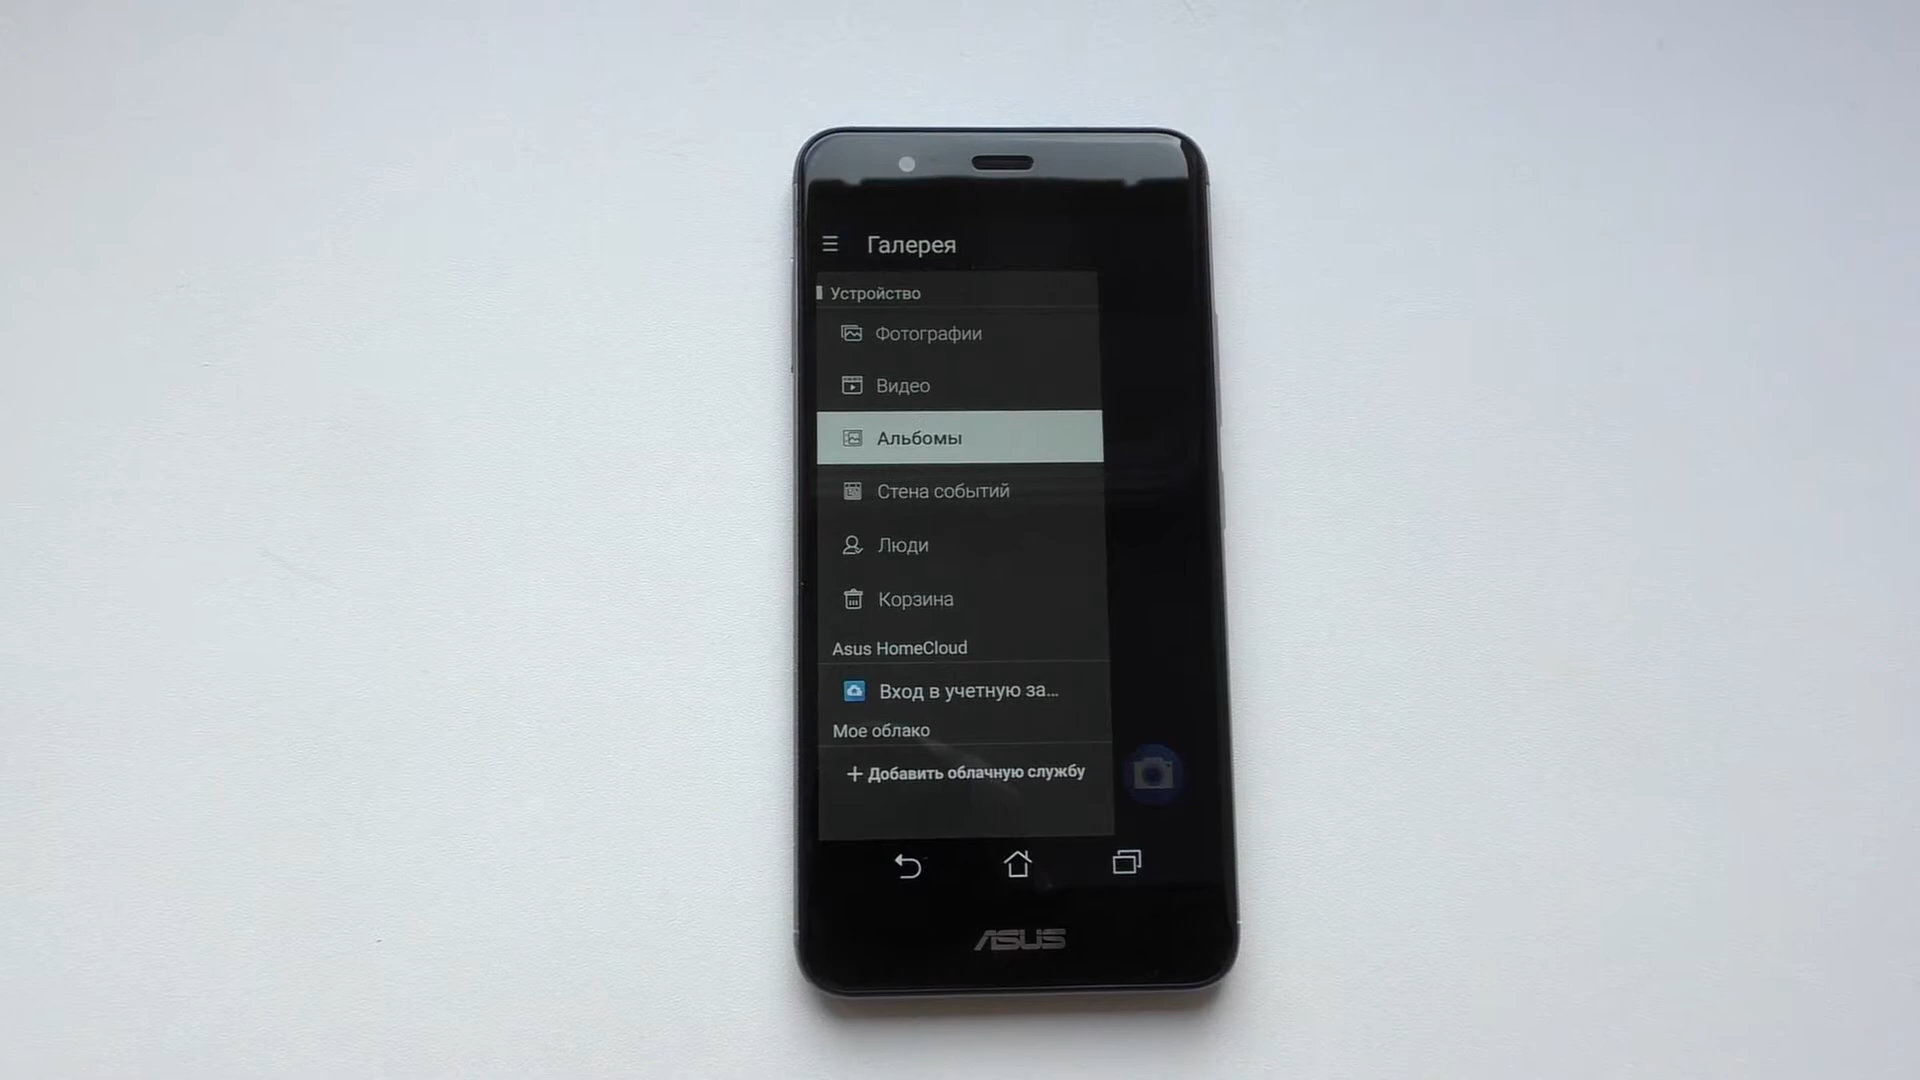 Галерея
Устройство
Фотографии
Видео
Альбомы
Стена событий
Люди
Корзина
Asus HomeCloud
Вход в учетную за...
Мое облако
+ Добавить облачную службу
ASUS